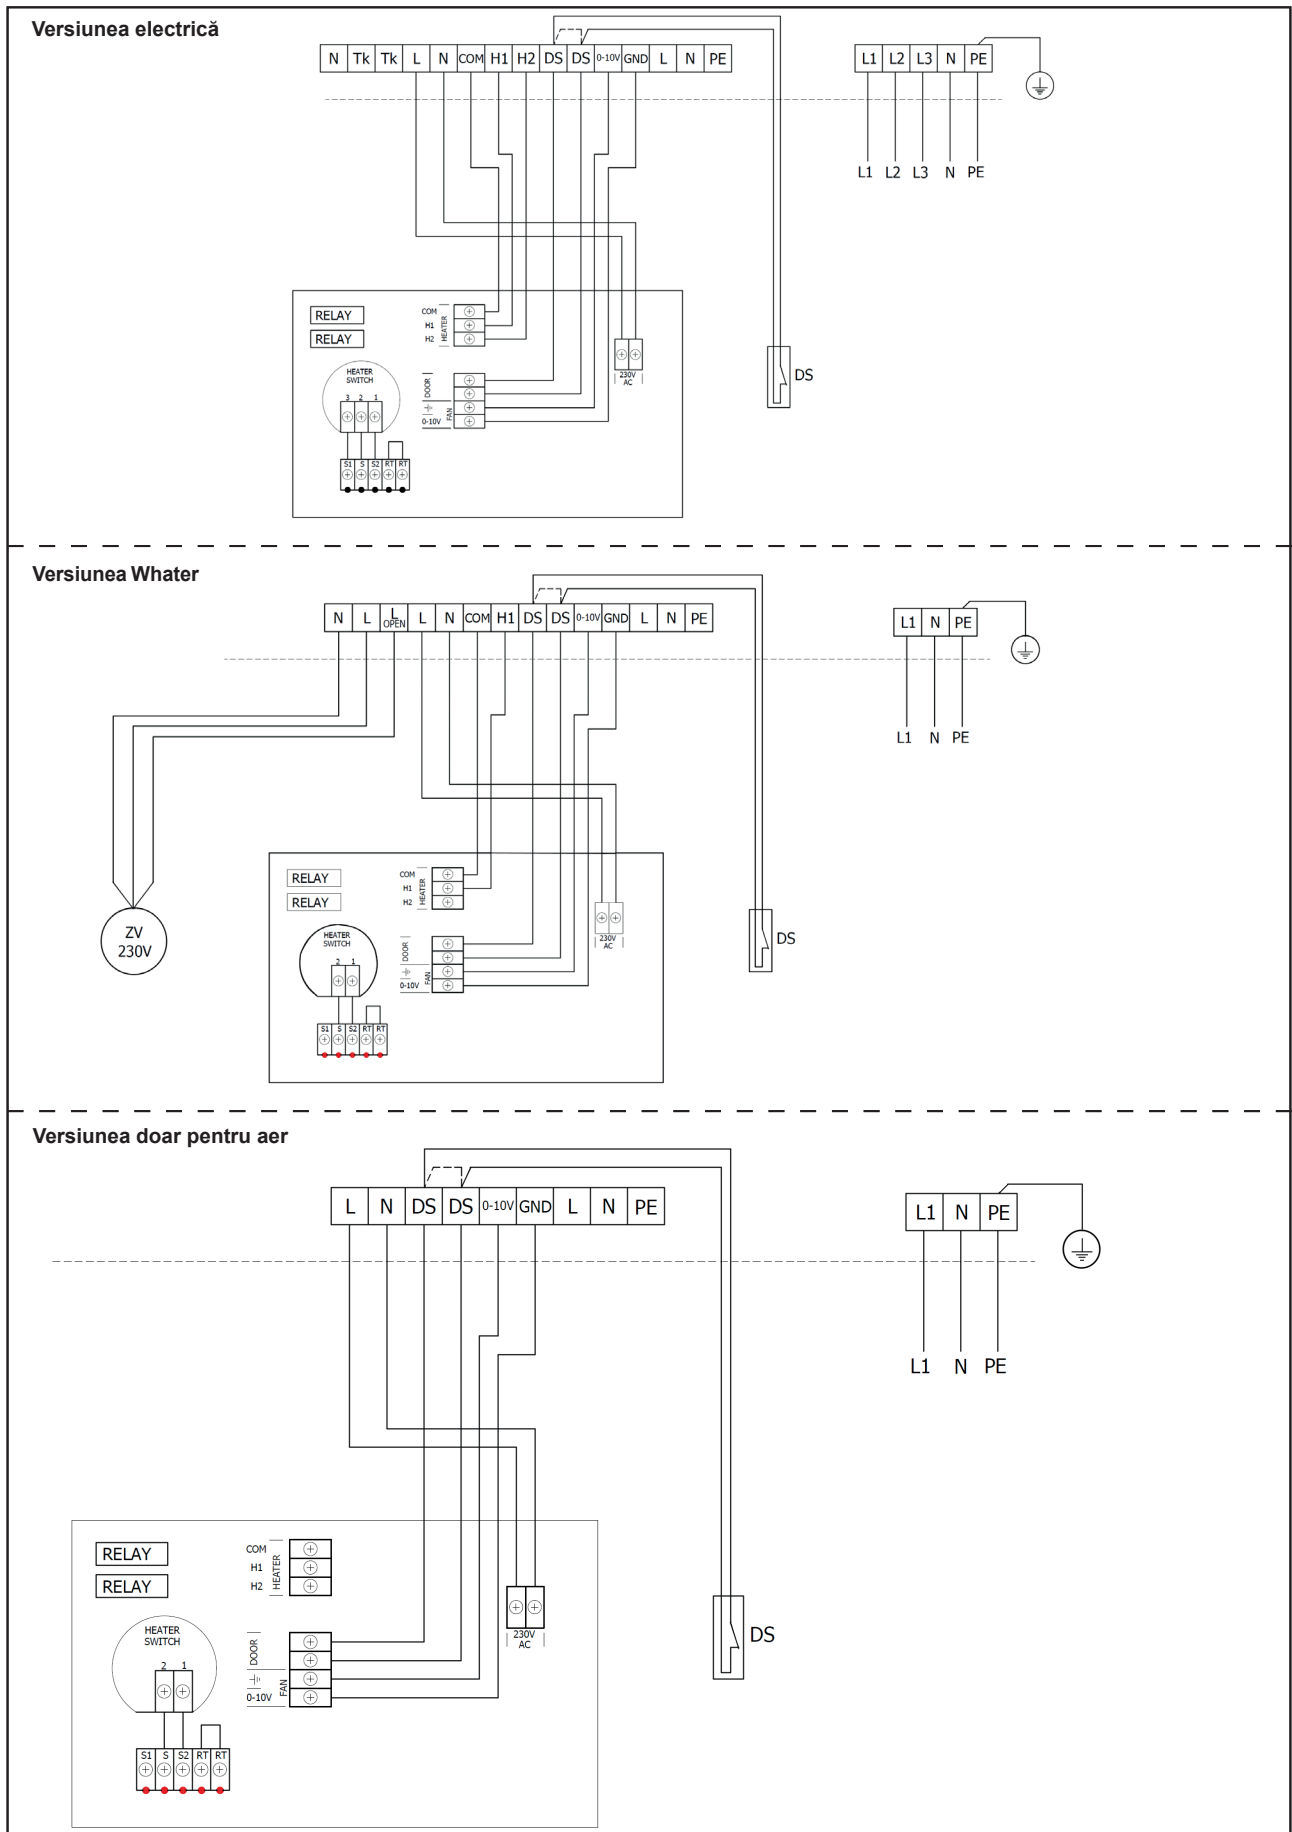 Versiunea electrică
N Tk Tk L N COM H1 H2 DS DS 0-10V GND L N PE
L1 L2 L3 N PE
L1 L2 L3 N PE
RELAY
RELAY
COM
H1
H2
HEATER
HEATER
SWITCH
3 2 1
S1 S S2 RT RT
DOOR
FAN
0-10V
230V
AC
DS
Versiunea Whater
N L L OPEN L N COM H1 DS DS 0-10V GND L N PE
L1 N PE
L1 N PE
ZV
230V
RELAY
RELAY
COM
H1
H2
HEATER
HEATER
SWITCH
2 1
S1 S S2 RT RT
DOOR
FAN
0-10V
230V
AC
DS
Versiunea doar pentru aer
L N DS DS 0-10V GND L N PE
L1 N PE
L1 N PE
RELAY
RELAY
COM
H1
H2
HEATER
HEATER
SWITCH
2 1
S1 S S2 RT RT
DOOR
FAN
0-10V
230V
AC
DS